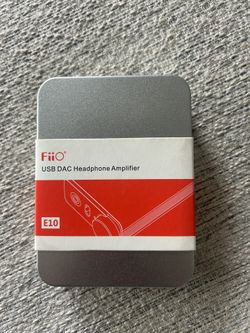 FiiO
USB DAC Headphone Amplifier
E10